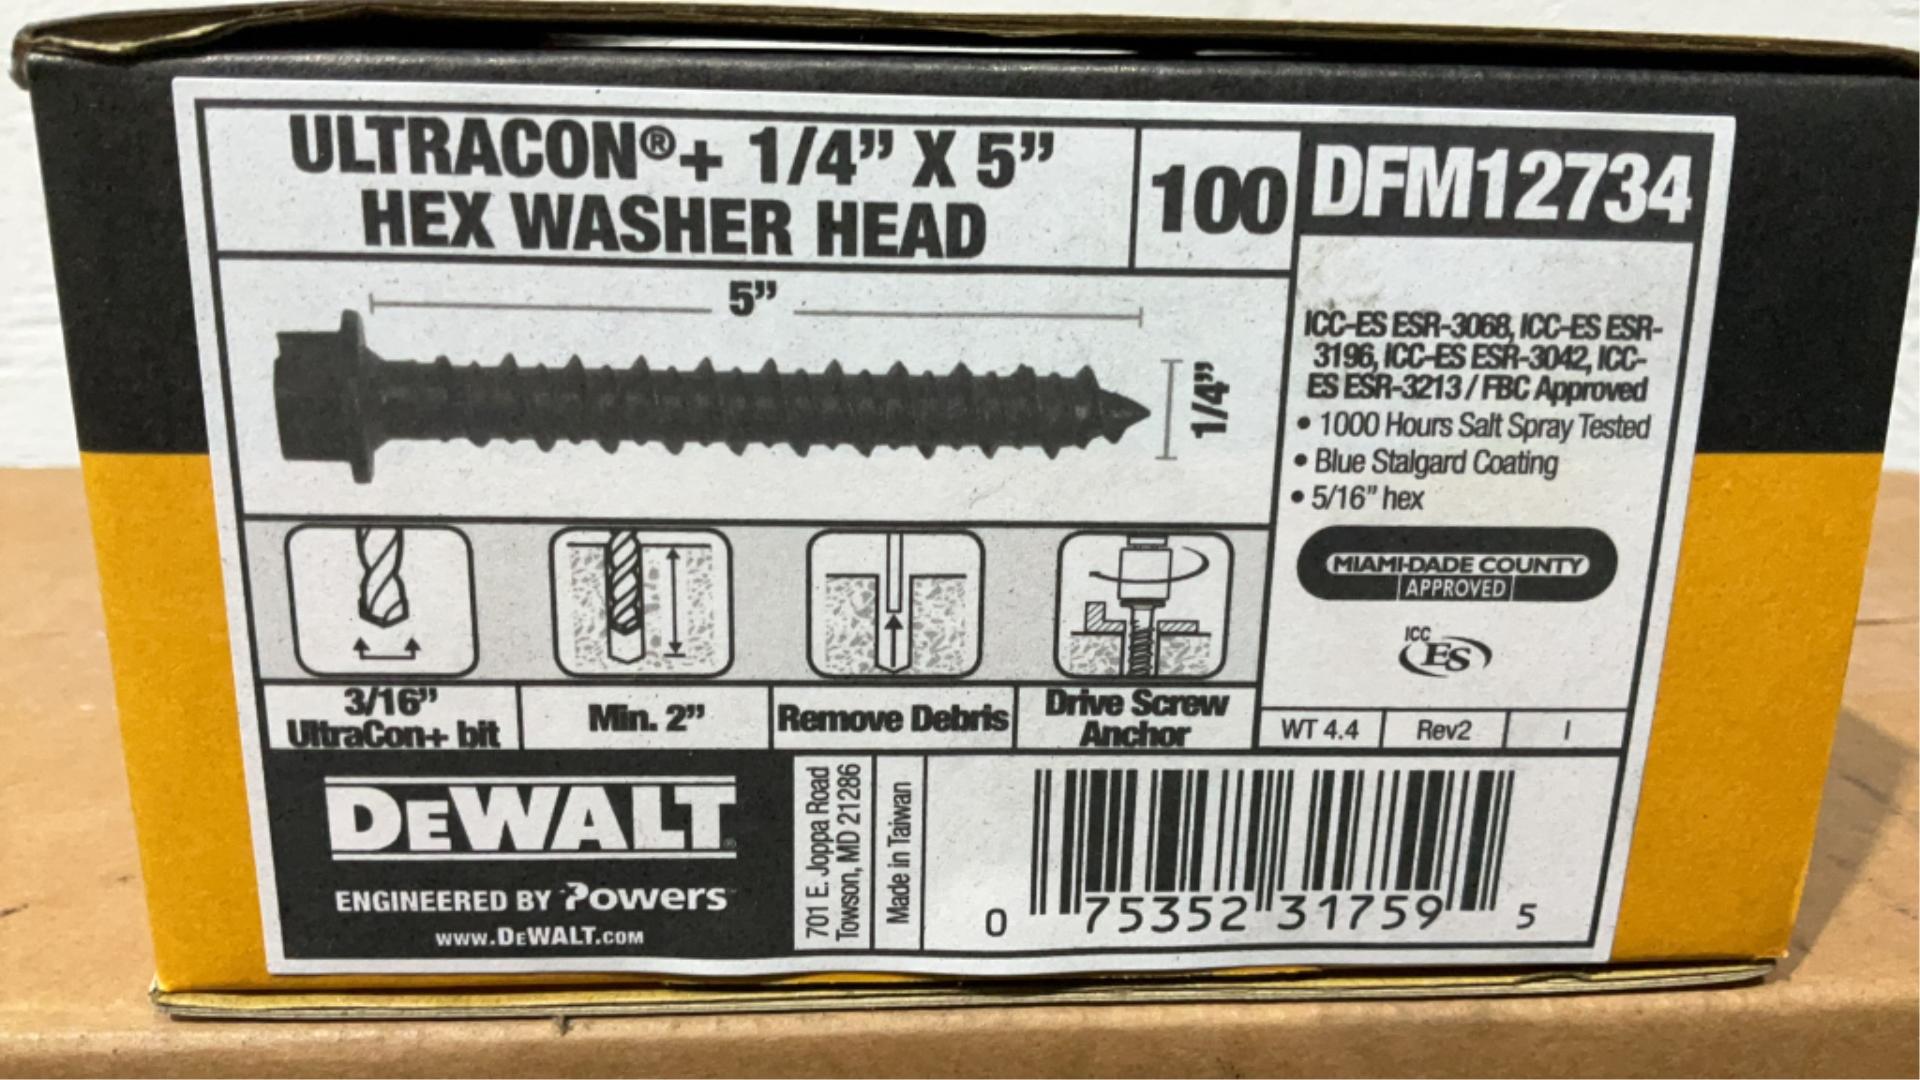 ULTRACON®+ 1/4” X 5”
HEX WASHER HEAD
100
DFM12734
5”
1/4”
ICC-ES ESR-3068, ICC-ES ESR-
3196, ICC-ES ESR-3042, ICC-
ES ESR-3213 / FBC Approved
• 1000 Hours Salt Spray Tested
• Blue Stalgard Coating
• 5/16” hex
MIAMI-DADE COUNTY
APPROVED
ICC
ES
3/16”
UltraCon+ bit
Min. 2”
Remove Debris
Drive Screw
Anchor
WT 4.4
Rev2
I
DEWALT
ENGINEERED BY Powers
WWW.DEWALT.COM
701 E. Joppa Road
Towson, MD 21286
Made in Taiwan
0 75352 31759 5